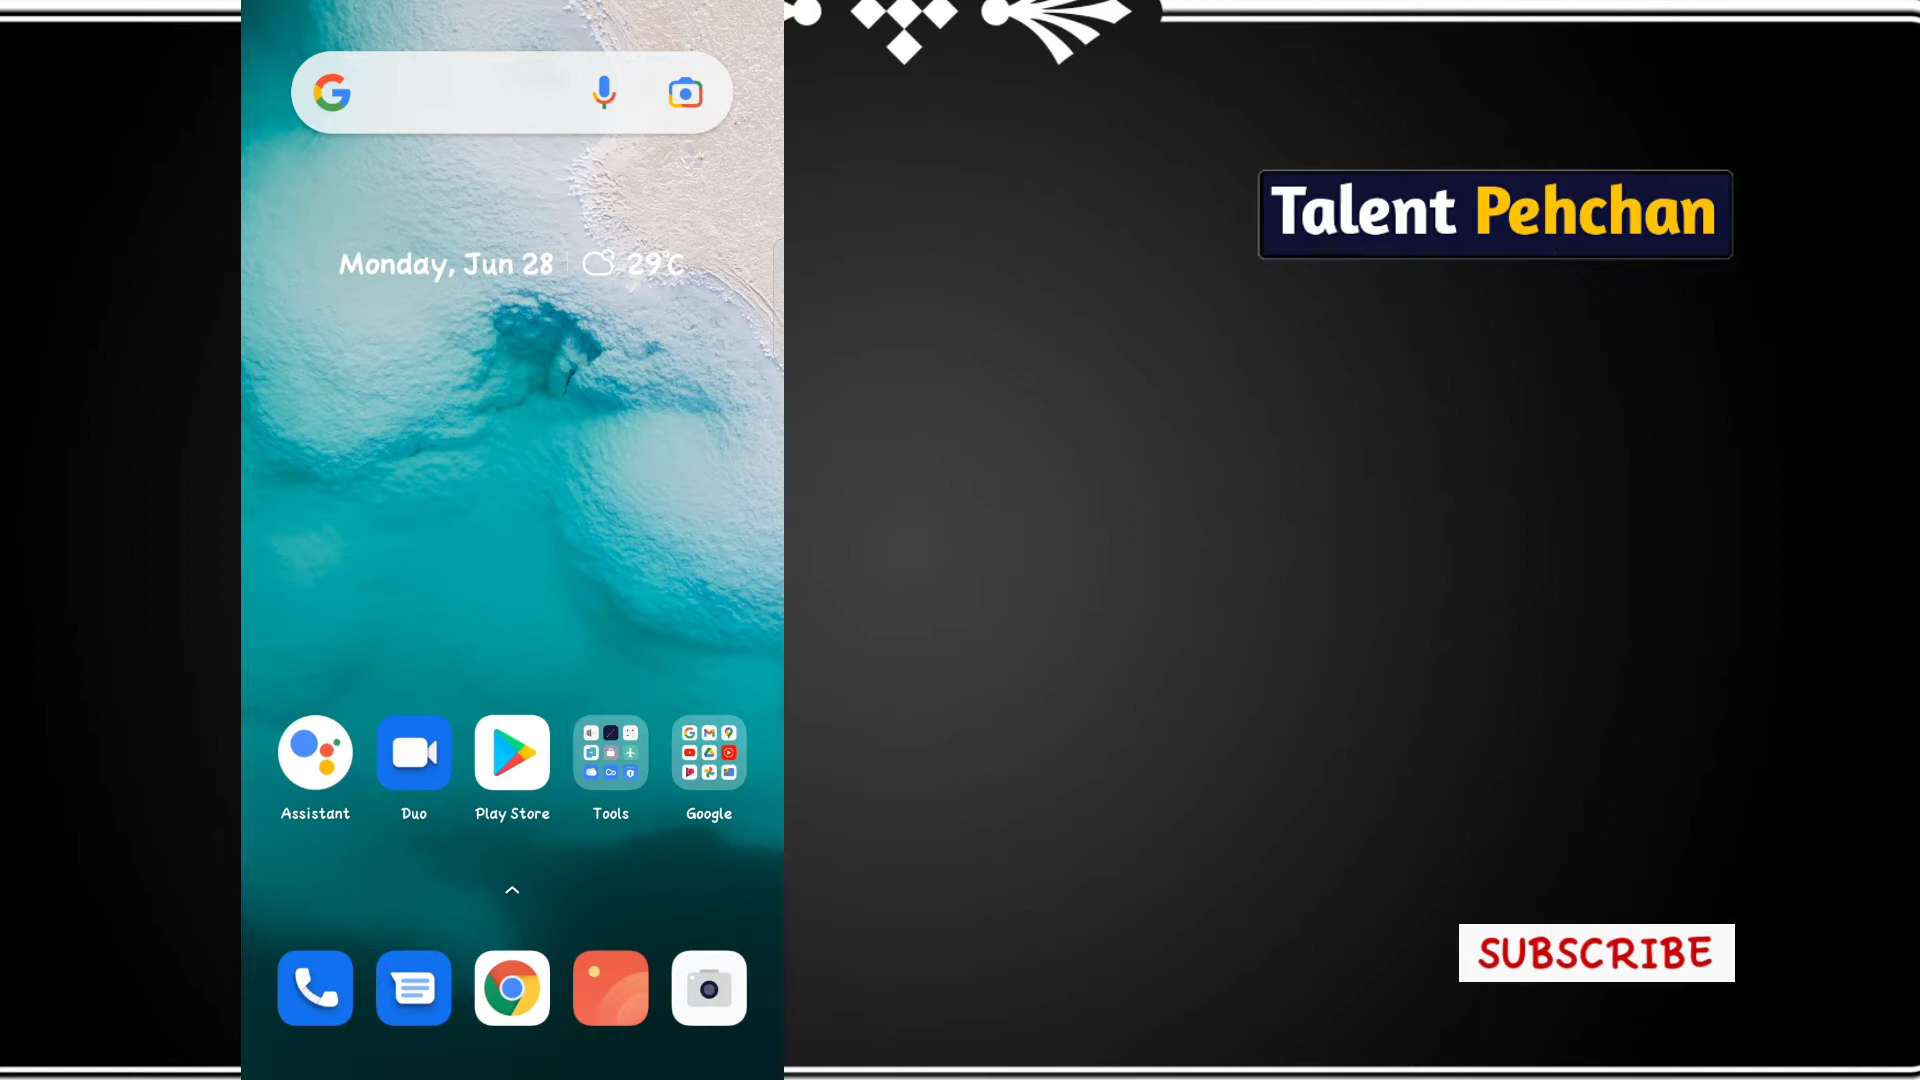 Monday, Jun 28 29°C
Talent Pehchan
Assistant Duo Play Store Tools Google
SUBSCRIBE